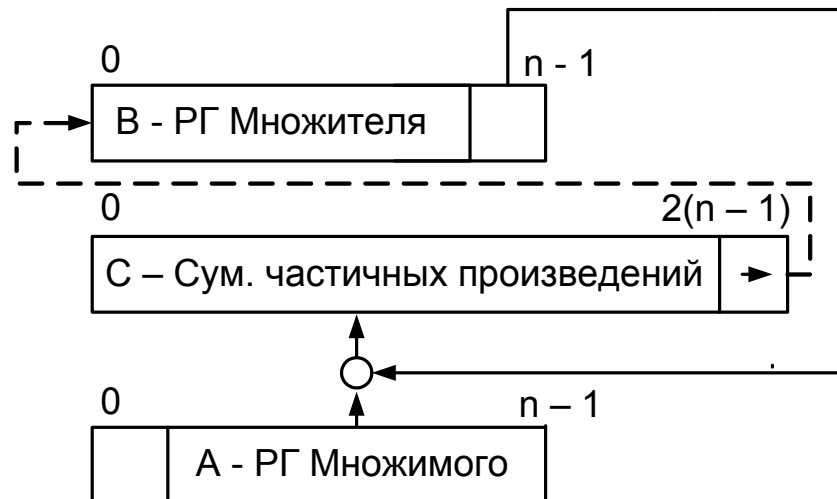 0
n - 1
В - РГ Множителя
0
2(n – 1)
С – Сум. частичных произведений
0
n – 1
А - РГ Множимого